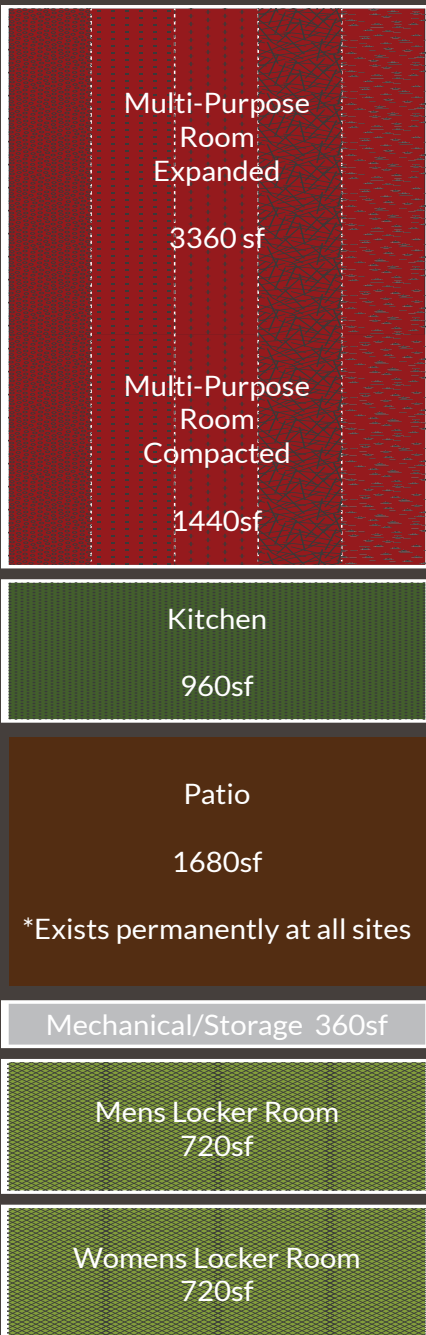 Multi-Purpose
Room
Expanded
3360 sf
Multi-Purpose
Room
Compacted
1440sf
Kitchen
960sf
Patio
1680sf
*Exists permanently at all sites
Mechanical/Storage 360sf
Mens Locker Room
720sf
Womens Locker Room
720sf